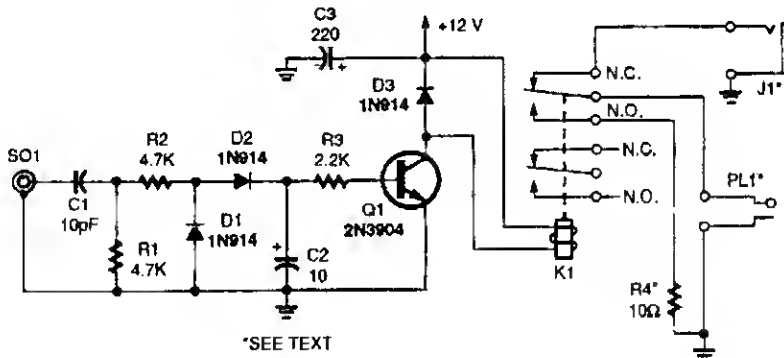 C3
220
+12 V
D3
1N914
N.C.
J1*
N.O.
N.C.
N.O.
PL1*
SO1
R2
4.7K
D2
1N914
R3
2.2K
C1
10pF
D1
1N914
R1
4.7K
Q1
2N3904
C2
10
K1
R4*
10Ω
+
+
*SEE TEXT